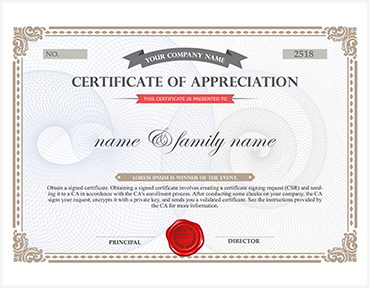 YOUR COMPANY NAME
NO.
2518
CERTIFICATE OF APPRECIATION
THIS CERTIFICATE IS PRESENTED TO
name & family name
LOREM IPSUM IS WINNER OF THE EVENT.
Obtain a signed certificate. Obtaining a signed certificate involves creating a certificate signing request (CSR) and send-
ing it to a CA in accordance with the CA's enrollment process. After conducting some checks on your company, the CA
signs your request, encrypts it with a private key, and sends you a validated certificate. See the instructions provided by
the CA for more information.
PRINCIPAL
DIRECTOR